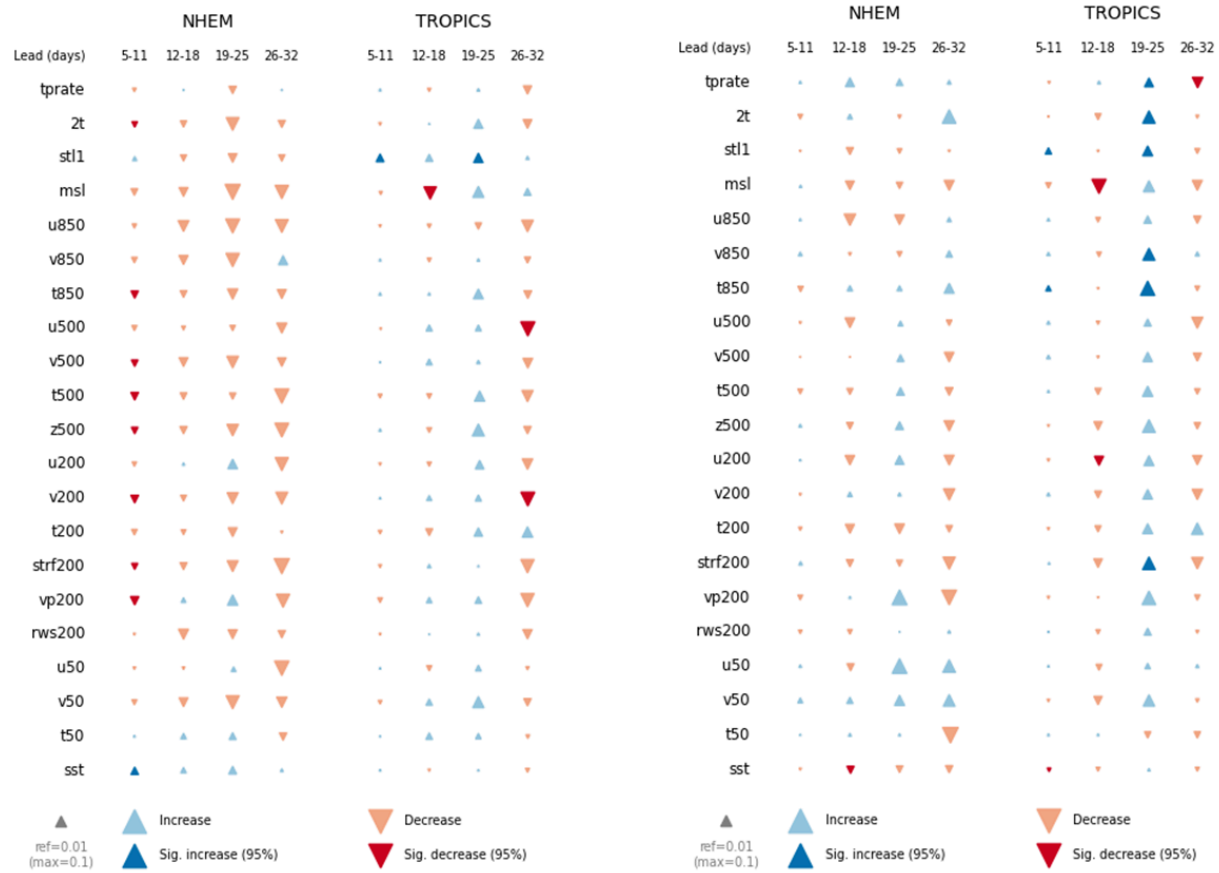 NHEM TROPICS
Lead (days) 5-11 12-18 19-25 26-32 5-11 12-18 19-25 26-32
tprate
2t
stl1
msl
u850
v850
t850
u500
v500
t500
z500
u200
v200
t200
strf200
vp200
rws200
u50
v50
t50
sst
Increase Decrease
ref=0.01
(max=0.1)
Sig. increase (95%) Sig. decrease (95%)
NHEM TROPICS
Lead (days) 5-11 12-18 19-25 26-32 5-11 12-18 19-25 26-32
tprate
2t
stl1
msl
u850
v850
t850
u500
v500
t500
z500
u200
v200
t200
strf200
vp200
rws200
u50
v50
t50
sst
Increase Decrease
ref=0.01
(max=0.1)
Sig. increase (95%) Sig. decrease (95%)